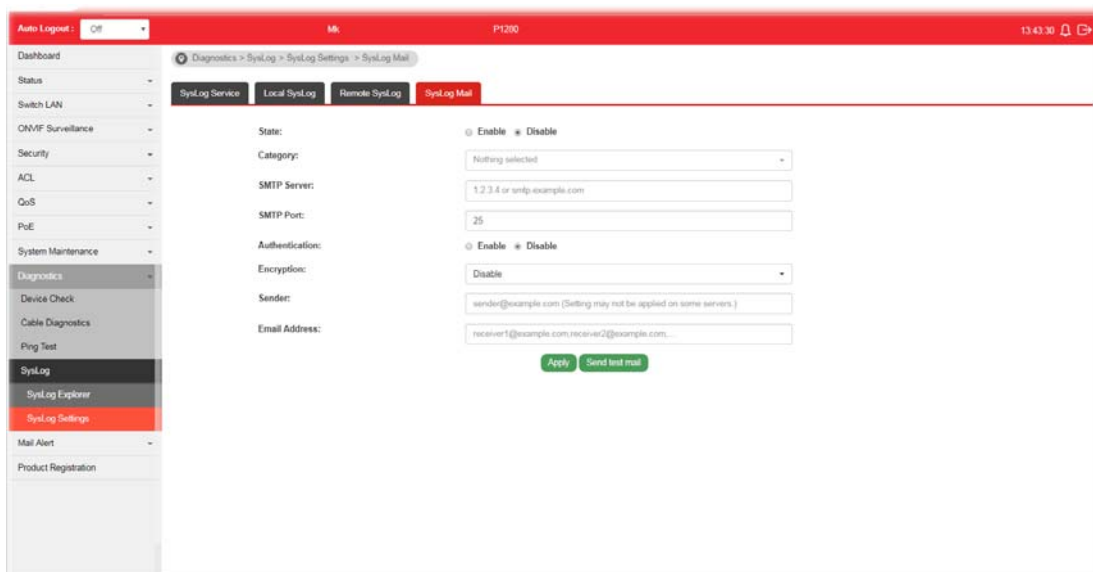 Auto Logout : Off Mk P1280 13:43:30
Dashboard
Status
Switch LAN
ONVIF Surveillance
Security
ACL
QoS
PoE
System Maintenance
Diagnostics
Device Check
Cable Diagnostics
Ping Test
SysLog
SysLog Explorer
SysLog Settings
Mail Alert
Product Registration
Diagnostics > SysLog > SysLog Settings > SysLog Mail
SysLog Service Local SysLog Remote SysLog SysLog Mail
State: Enable Disable
Category: Nothing selected
SMTP Server: 1.2.3.4 or smtp.example.com
SMTP Port: 25
Authentication: Enable Disable
Encryption: Disable
Sender: sender@example.com (Setting may not be applied on some servers.)
Email Address: receiver1@example.com,receiver2@example.com,...
Apply Send test mail